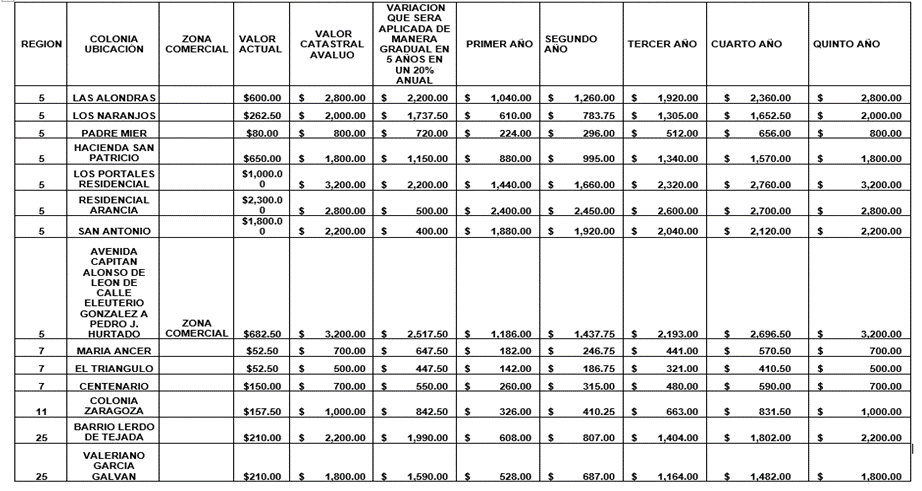 REGION | COLONIA UBICACIÓN | ZONA COMERCIAL | VALOR ACTUAL | VALOR CATASTRAL AVALUO | VARIACION QUE SERA APLICADA DE MANERA GRADUAL EN 5 AÑOS EN UN 20% ANUAL | PRIMER AÑO | SEGUNDO AÑO | TERCER AÑO | CUARTO AÑO | QUINTO AÑO
5 | LAS ALONDRAS | | $600.00 | $ 2,800.00 | $ 2,200.00 | $ 1,040.00 | $ 1,260.00 | $ 1,920.00 | $ 2,360.00 | $ 2,800.00
5 | LOS NARANJOS | | $262.50 | $ 2,000.00 | $ 1,737.50 | $ 610.00 | $ 783.75 | $ 1,305.00 | $ 1,652.50 | $ 2,000.00
5 | PADRE MIER | | $80.00 | $ 800.00 | $ 720.00 | $ 224.00 | $ 296.00 | $ 512.00 | $ 656.00 | $ 800.00
5 | HACIENDA SAN PATRICIO | | $650.00 | $ 1,800.00 | $ 1,150.00 | $ 880.00 | $ 995.00 | $ 1,340.00 | $ 1,570.00 | $ 1,800.00
5 | LOS PORTALES RESIDENCIAL | | $1,000.00 | $ 3,200.00 | $ 2,200.00 | $ 1,440.00 | $ 1,660.00 | $ 2,320.00 | $ 2,760.00 | $ 3,200.00
5 | RESIDENCIAL ARANCIA | | $2,300.00 | $ 2,800.00 | $ 500.00 | $ 2,400.00 | $ 2,450.00 | $ 2,600.00 | $ 2,700.00 | $ 2,800.00
5 | SAN ANTONIO | | $1,800.00 | $ 2,200.00 | $ 400.00 | $ 1,880.00 | $ 1,920.00 | $ 2,040.00 | $ 2,120.00 | $ 2,200.00
5 | AVENIDA CAPITAN ALONSO DE LEON DE CALLE ELEUTERIO GONZALEZ A PEDRO J. HURTADO | ZONA COMERCIAL | $682.50 | $ 3,200.00 | $ 2,517.50 | $ 1,186.00 | $ 1,437.75 | $ 2,193.00 | $ 2,696.50 | $ 3,200.00
7 | MARIA ANCER | | $52.50 | $ 700.00 | $ 647.50 | $ 182.00 | $ 246.75 | $ 441.00 | $ 570.50 | $ 700.00
7 | EL TRIANGULO | | $52.50 | $ 500.00 | $ 447.50 | $ 142.00 | $ 186.75 | $ 321.00 | $ 410.50 | $ 500.00
7 | CENTENARIO | | $150.00 | $ 700.00 | $ 550.00 | $ 260.00 | $ 315.00 | $ 480.00 | $ 590.00 | $ 700.00
11 | COLONIA ZARAGOZA | | $157.50 | $ 1,000.00 | $ 842.50 | $ 326.00 | $ 410.25 | $ 663.00 | $ 831.50 | $ 1,000.00
25 | BARRIO LERDO DE TEJADA | | $210.00 | $ 2,200.00 | $ 1,990.00 | $ 608.00 | $ 807.00 | $ 1,404.00 | $ 1,802.00 | $ 2,200.00
25 | VALERIANO GARCIA GALVAN | | $210.00 | $ 1,800.00 | $ 1,590.00 | $ 528.00 | $ 687.00 | $ 1,164.00 | $ 1,482.00 | $ 1,800.00